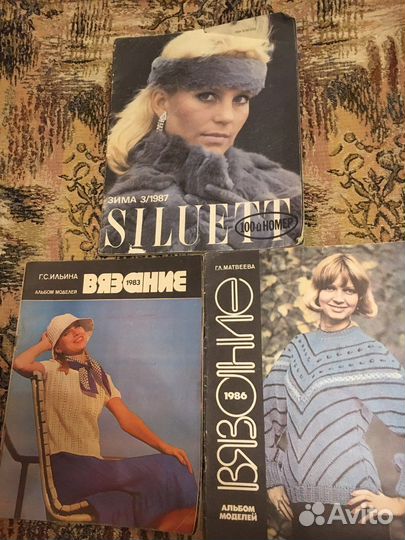 ЗИМА 3/1987
SILUETT
100-й НОМЕР
Г.С.ИЛЬИНА
АЛЬБОМ МОДЕЛЕЙ
ВЯЗАНИЕ
1983
Г.Л.МАТВЕЕВА
ВЯЗАНИЕ
1986
АЛЬБОМ
МОДЕЛЕЙ
Avito